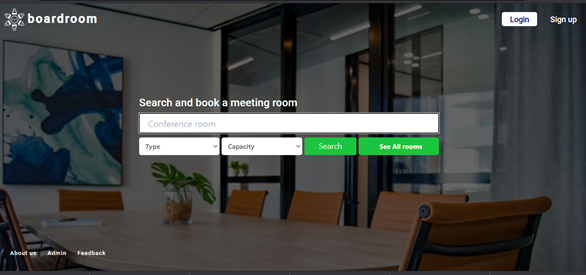 boardroom
Login
Sign up
Search and book a meeting room
Conference room
Type
Capacity
Search
See All rooms
About us
Admin
Feedback